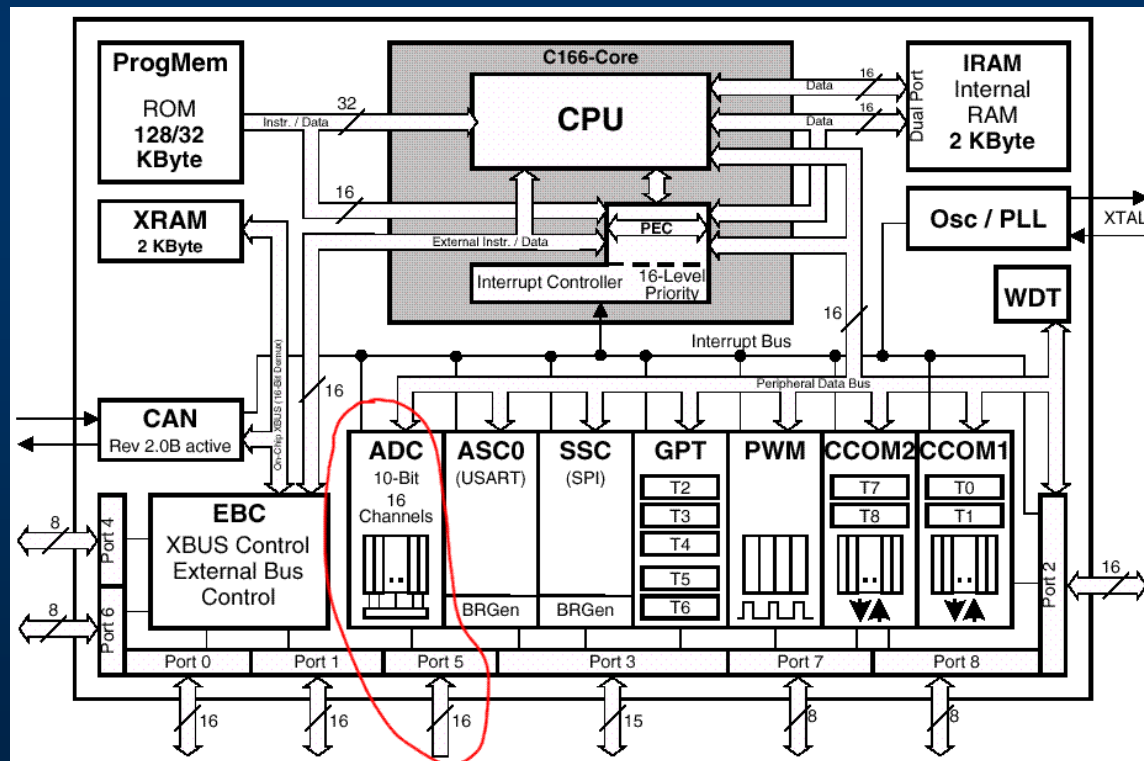 C166-Core
ProgMem
ROM
128/32
KByte
Instr. / Data
32
CPU
16
Data
16
Data
Dual Port
IRAM
Internal
RAM
2 KByte
XRAM
2 KByte
16
External Instr. / Data
PEC
Interrupt Controller
16-Level
Priority
Osc / PLL
XTAL
WDT
16
Interrupt Bus
Peripheral Data Bus
On-Chip XBUS (16-Bit Demux)
16
CAN
Rev 2.0B active
EBC
XBUS Control
External Bus
Control
ADC
10-Bit
16
Channels
ASC0
(USART)
BRGen
SSC
(SPI)
BRGen
GPT
T2
T3
T4
T5
T6
PWM
CCOM2
T7
T8
CCOM1
T0
T1
8
Port 4
8
Port 6
Port 2
16
Port 0
Port 1
Port 5
Port 3
Port 7
Port 8
16
16
16
15
8
8